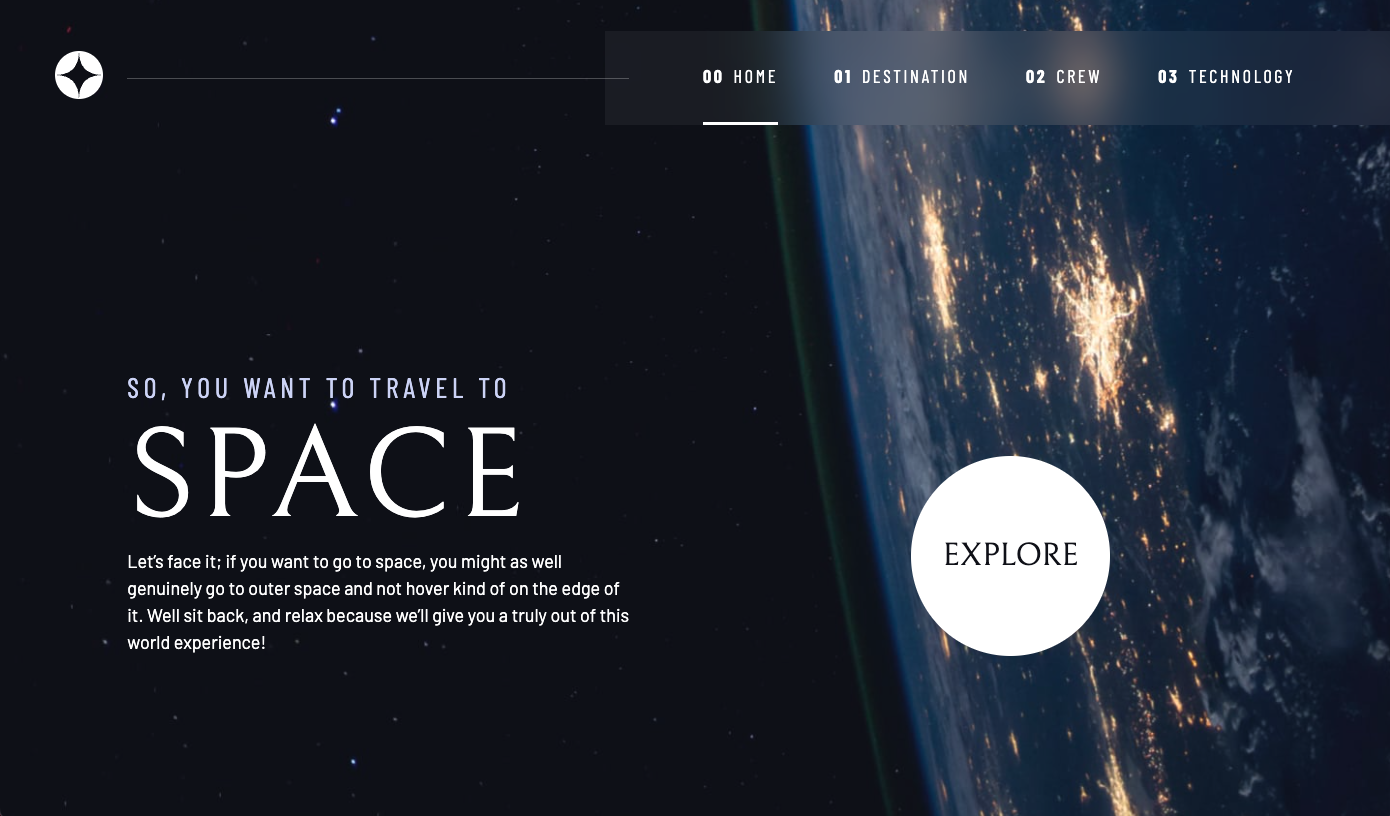 00 HOME 01 DESTINATION 02 CREW 03 TECHNOLOGY
SO, YOU WANT TO TRAVEL TO
SPACE
Let’s face it; if you want to go to space, you might as well
genuinely go to outer space and not hover kind of on the edge of
it. Well sit back, and relax because we’ll give you a truly out of this
world experience!
EXPLORE